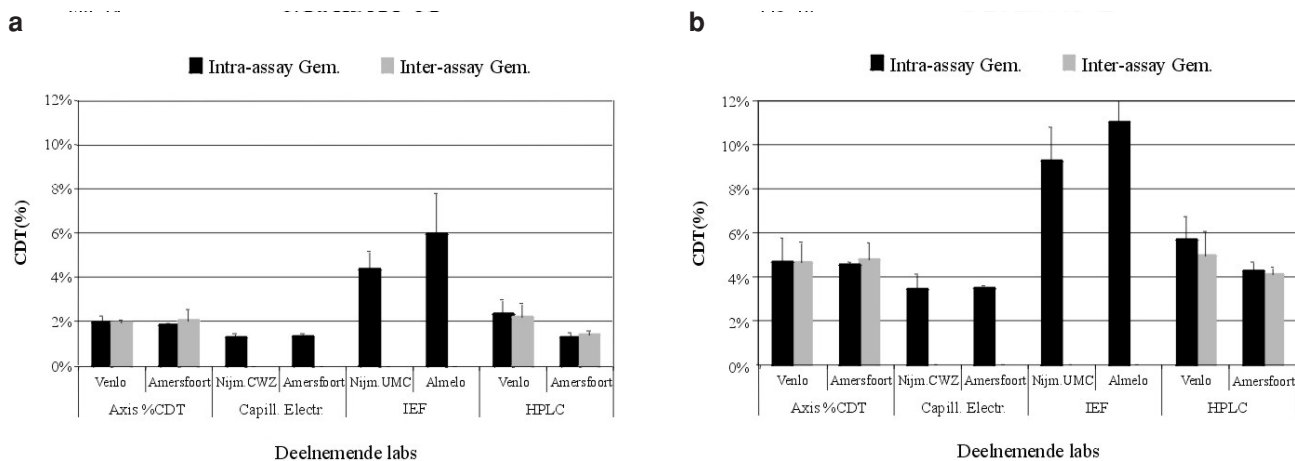 a
Intra-assay Gem. Inter-assay Gem.
12%
10%
8%
6%
4%
2%
0%
CDT(%)
Venlo Amersfoort Nijm.CWZ Amersfoort Nijm.UMC Almelo Venlo Amersfoort
Axis %CDT Capill. Electr. IEF HPLC
Deelnemende labs
b
Intra-assay Gem. Inter-assay Gem.
12%
10%
8%
6%
4%
2%
0%
CDT(%)
Venlo Amersfoort Nijm.CWZ Amersfoort Nijm.UMC Almelo Venlo Amersfoort
Axis %CDT Capill. Electr. IEF HPLC
Deelnemende labs